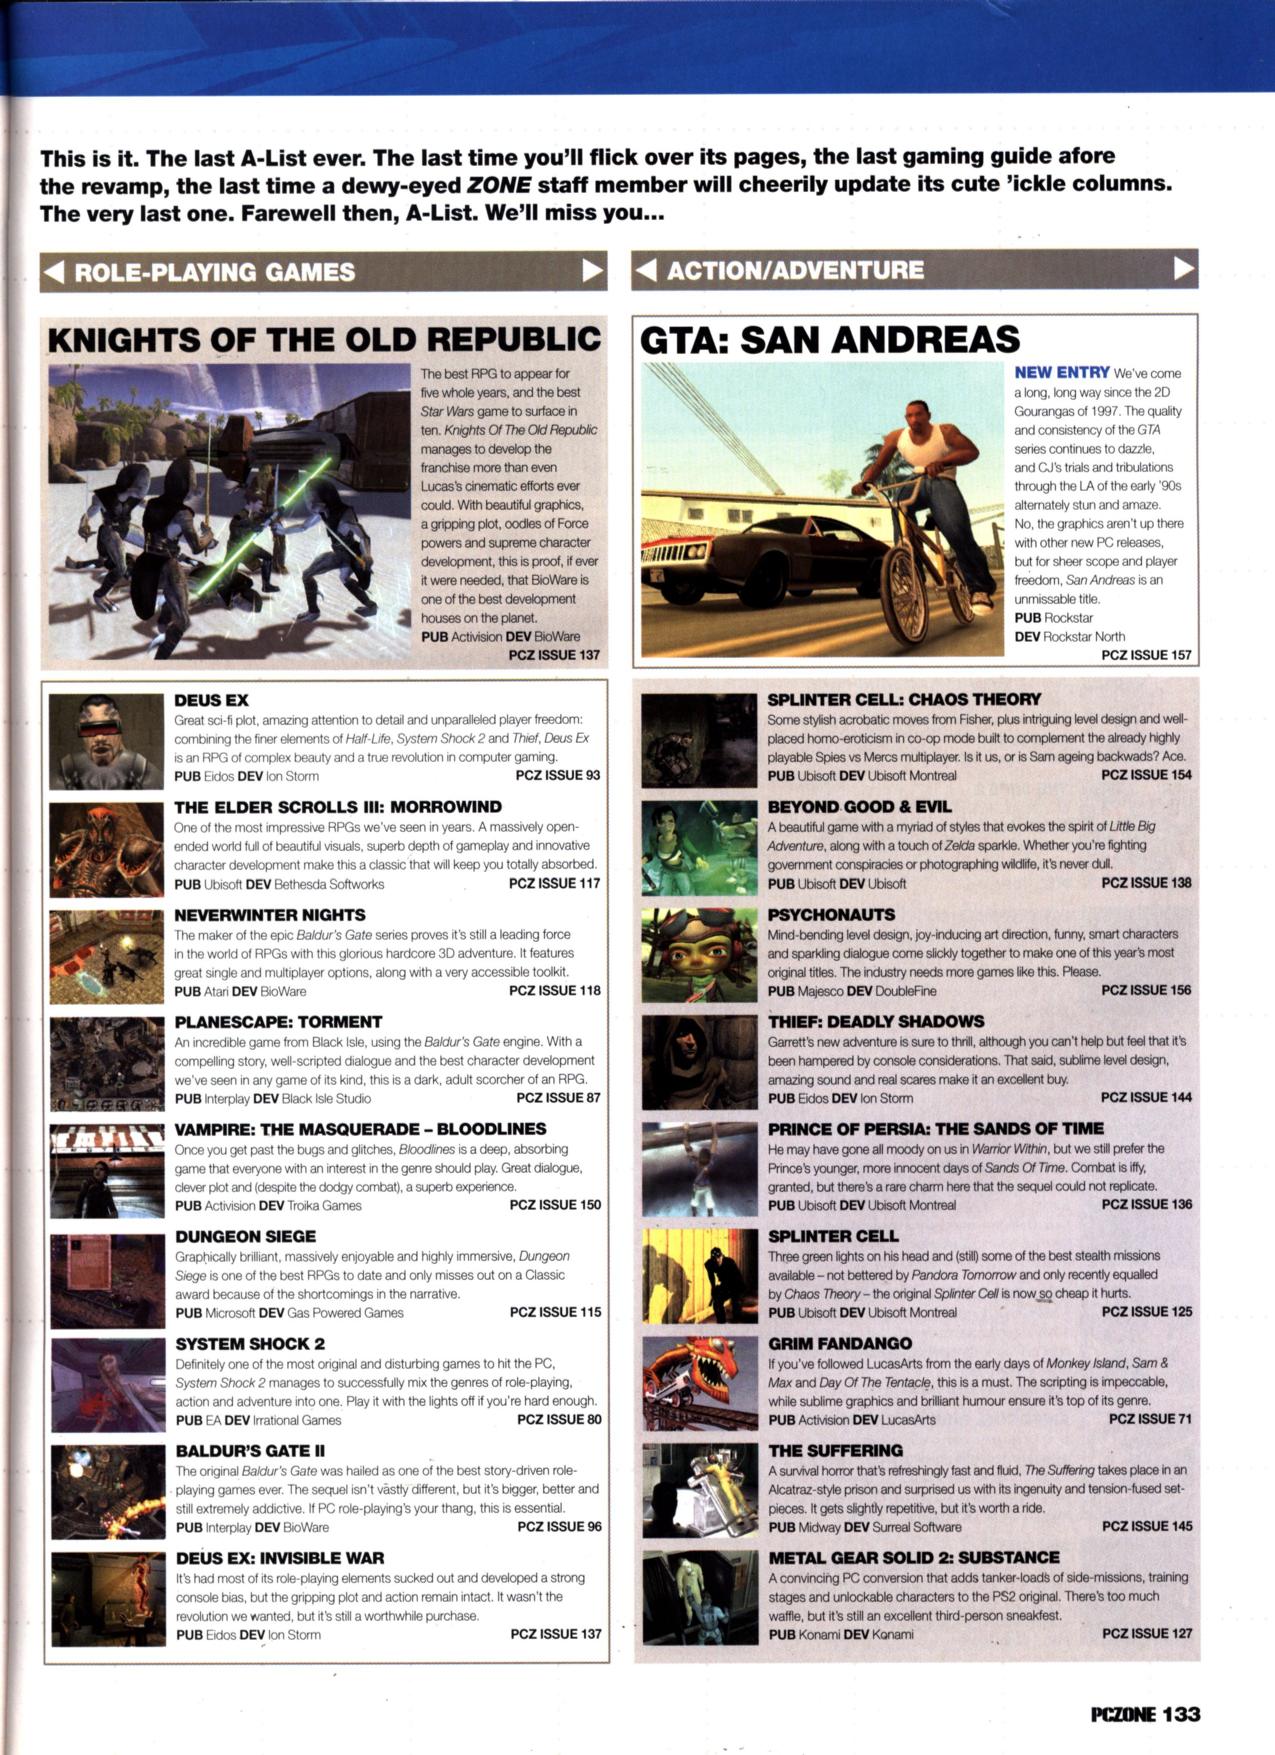 This is it. The last A-List ever. The last time you'll flick over its pages, the last gaming guide afore
the revamp, the last time a dewy-eyed ZONE staff member will cheerily update its cute 'ickle columns.
The very last one. Farewell then, A-List. We'll miss you...
ROLE-PLAYING GAMES
KNIGHTS OF THE OLD REPUBLIC
The best RPG to appear for
five whole years, and the best
Star Wars game to surface in
ten. Knights Of The Old Republic
manages to develop the
franchise more than even
Lucas's cinematic efforts ever
could. With beautiful graphics,
a gripping plot, oodles of Force
powers and supreme character
development, this is proof, if ever
it were needed, that BioWare is
one of the best development
houses on the planet.
PUB Activision DEV BioWare
PCZ ISSUE 137
DEUS EX
Great sci-fi plot, amazing attention to detail and unparalleled player freedom:
combining the finer elements of Half-Life, System Shock 2 and Thief, Deus Ex
is an RPG of complex beauty and a true revolution in computer gaming.
PUB Eidos DEV Ion Storm PCZ ISSUE 93
THE ELDER SCROLLS III: MORROWIND
One of the most impressive RPGs we've seen in years. A massively open-
ended world full of beautiful visuals, superb depth of gameplay and innovative
character development make this a classic that will keep you totally absorbed.
PUB Ubisoft DEV Bethesda Softworks PCZ ISSUE 117
NEVERWINTER NIGHTS
The maker of the epic Baldur's Gate series proves it's still a leading force
in the world of RPGs with this glorious hardcore 3D adventure. It features
great single and multiplayer options, along with a very accessible toolkit.
PUB Atari DEV BioWare PCZ ISSUE 118
PLANESCAPE: TORMENT
An incredible game from Black Isle, using the Baldur's Gate engine. With a
compelling story, well-scripted dialogue and the best character development
we've seen in any game of its kind, this is a dark, adult scorcher of an RPG.
PUB Interplay DEV Black Isle Studio PCZ ISSUE 87
VAMPIRE: THE MASQUERADE – BLOODLINES
Once you get past the bugs and glitches, Bloodlines is a deep, absorbing
game that everyone with an interest in the genre should play. Great dialogue,
clever plot and (despite the dodgy combat), a superb experience.
PUB Activision DEV Troika Games PCZ ISSUE 150
DUNGEON SIEGE
Graphically brilliant, massively enjoyable and highly immersive, Dungeon
Siege is one of the best RPGs to date and only misses out on a Classic
award because of the shortcomings in the narrative.
PUB Microsoft DEV Gas Powered Games PCZ ISSUE 115
SYSTEM SHOCK 2
Definitely one of the most original and disturbing games to hit the PC,
System Shock 2 manages to successfully mix the genres of role-playing,
action and adventure into one. Play it with the lights off if you're hard enough.
PUB EA DEV Irrational Games PCZ ISSUE 80
BALDUR'S GATE II
The original Baldur's Gate was hailed as one of the best story-driven role-
playing games ever. The sequel isn't vastly different, but it's bigger, better and
still extremely addictive. If PC role-playing's your thang, this is essential.
PUB Interplay DEV BioWare PCZ ISSUE 96
DEUS EX: INVISIBLE WAR
It's had most of its role-playing elements sucked out and developed a strong
console bias, but the gripping plot and action remain intact. It wasn't the
revolution we wanted, but it's still a worthwhile purchase.
PUB Eidos DEV Ion Storm PCZ ISSUE 137
ACTION/ADVENTURE
GTA: SAN ANDREAS
NEW ENTRY We've come
a long, long way since the 2D
Gourangas of 1997. The quality
and consistency of the GTA
series continues to dazzle,
and CJ's trials and tribulations
through the LA of the early '90s
alternately stun and amaze.
No, the graphics aren't up there
with other new PC releases,
but for sheer scope and player
freedom, San Andreas is an
unmissable title.
PUB Rockstar
DEV Rockstar North
PCZ ISSUE 157
SPLINTER CELL: CHAOS THEORY
Some stylish acrobatic moves from Fisher, plus intriguing level design and well-
placed homo-eroticism in co-op mode built to complement the already highly
playable Spies vs Mercs multiplayer. Is it us, or is Sam ageing backwads? Ace.
PUB Ubisoft DEV Ubisoft Montreal PCZ ISSUE 154
BEYOND GOOD & EVIL
A beautiful game with a myriad of styles that evokes the spirit of Little Big
Adventure, along with a touch of Zelda sparkle. Whether you're fighting
government conspiracies or photographing wildlife, it's never dull.
PUB Ubisoft DEV Ubisoft PCZ ISSUE 138
PSYCHONAUTS
Mind-bending level design, joy-inducing art direction, funny, smart characters
and sparkling dialogue come slickly together to make one of this year's most
original titles. The industry needs more games like this. Please.
PUB Majesco DEV DoubleFine PCZ ISSUE 156
THIEF: DEADLY SHADOWS
Garrett's new adventure is sure to thrill, although you can't help but feel that it's
been hampered by console considerations. That said, sublime level design,
amazing sound and real scares make it an excellent buy.
PUB Eidos DEV Ion Storm PCZ ISSUE 144
PRINCE OF PERSIA: THE SANDS OF TIME
He may have gone all moody on us in Warrior Within, but we still prefer the
Prince's younger, more innocent days of Sands Of Time. Combat is iffy,
granted, but there's a rare charm here that the sequel could not replicate.
PUB Ubisoft DEV Ubisoft Montreal PCZ ISSUE 136
SPLINTER CELL
Three green lights on his head and (still) some of the best stealth missions
available – not bettered by Pandora Tomorrow and only recently equalled
by Chaos Theory – the original Splinter Cell is now so cheap it hurts.
PUB Ubisoft DEV Ubisoft Montreal PCZ ISSUE 125
GRIM FANDANGO
If you've followed LucasArts from the early days of Monkey Island, Sam &
Max and Day Of The Tentacle, this is a must. The scripting is impeccable,
while sublime graphics and brilliant humour ensure it's top of its genre.
PUB Activision DEV LucasArts PCZ ISSUE 71
THE SUFFERING
A survival horror that's refreshingly fast and fluid, The Suffering takes place in an
Alcatraz-style prison and surprised us with its ingenuity and tension-fused set-
pieces. It gets slightly repetitive, but it's worth a ride.
PUB Midway DEV Surreal Software PCZ ISSUE 145
METAL GEAR SOLID 2: SUBSTANCE
A convincing PC conversion that adds tanker-loads of side-missions, training
stages and unlockable characters to the PS2 original. There's too much
waffle, but it's still an excellent third-person sneakfest.
PUB Konami DEV Konami PCZ ISSUE 127
PCZONE 133